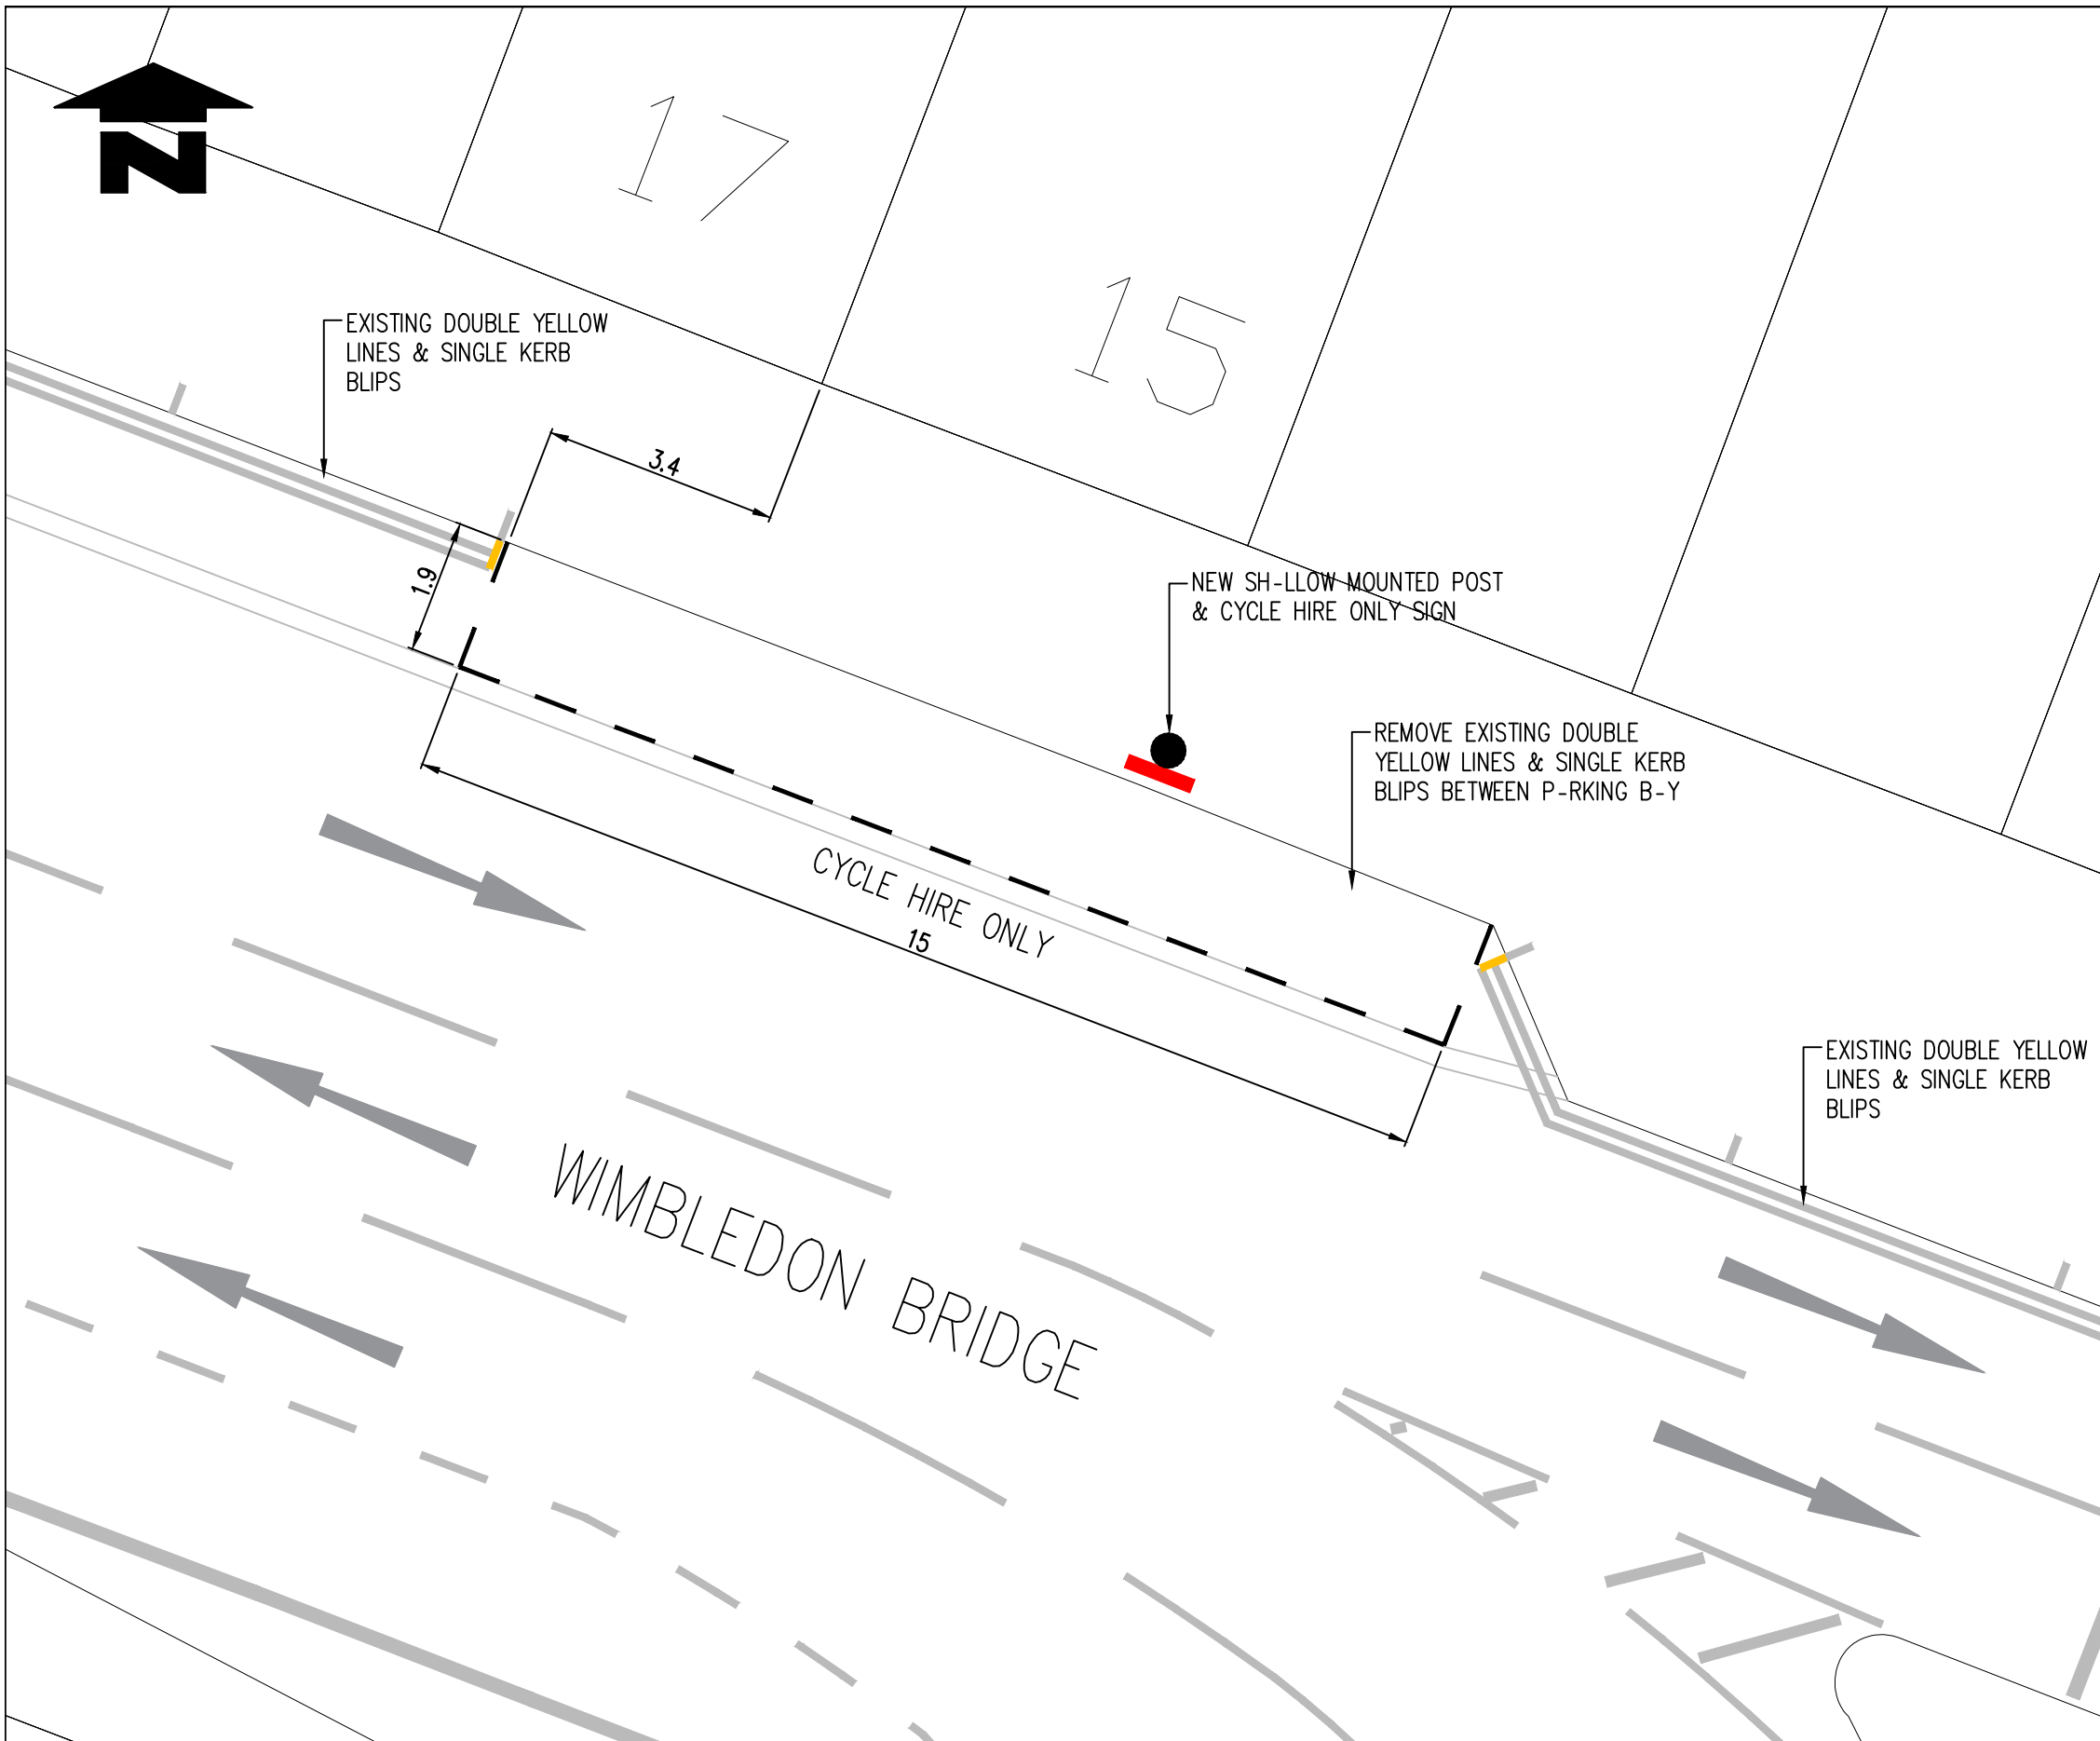 N
17
15
EXISTING DOUBLE YELLOW
LINES & SINGLE KERB
BLIPS
3.4
1.9
NEW SH-LLOW MOUNTED POST
& CYCLE HIRE ONLY SIGN
REMOVE EXISTING DOUBLE
YELLOW LINES & SINGLE KERB
BLIPS BETWEEN P-RKING B-Y
CYCLE HIRE ONLY
15
EXISTING DOUBLE YELLOW
LINES & SINGLE KERB
BLIPS
WIMBLEDON BRIDGE